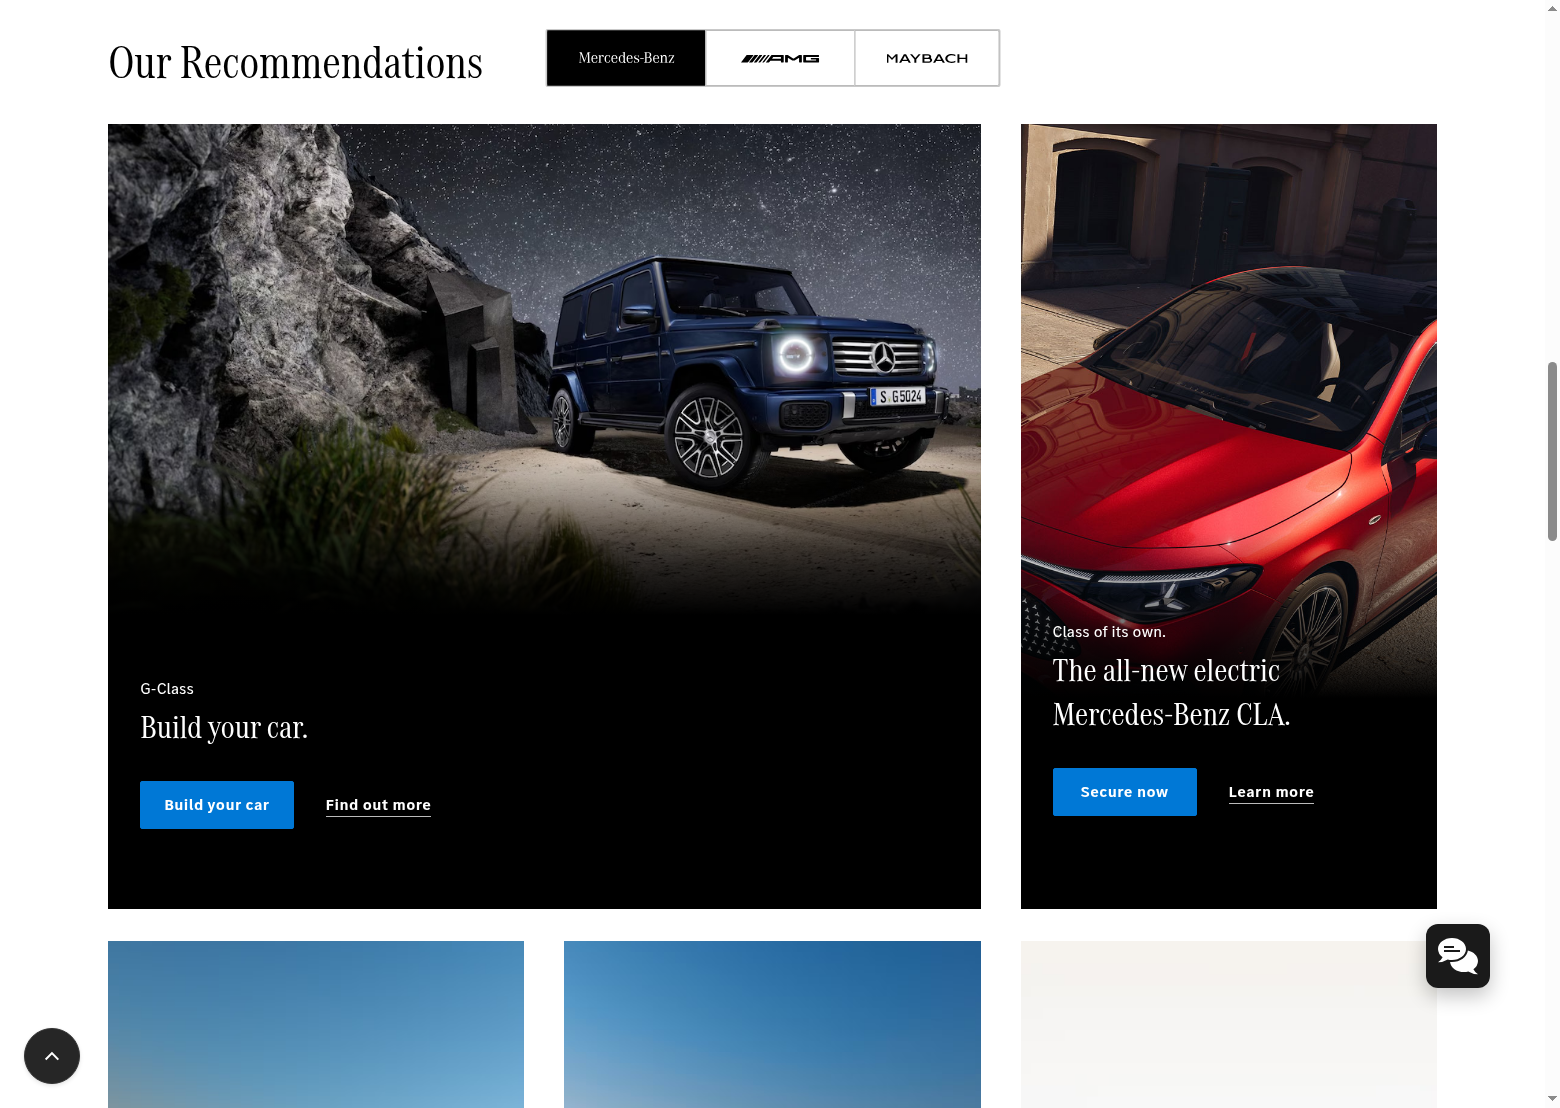 Our Recommendations
Mercedes-Benz
AMG
MAYBACH
S G5024
G-Class
Build your car.
Build your car
Find out more
Class of its own.
The all-new electric
Mercedes-Benz CLA.
Secure now
Learn more